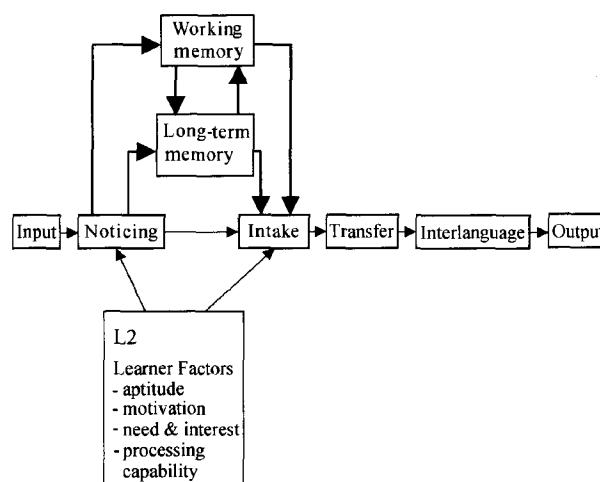 Working
memory
Long-term
memory
Input
Noticing
Intake
Transfer
Interlanguage
Output
L2
Learner Factors
- aptitude
- motivation
- need & interest
- processing
capability